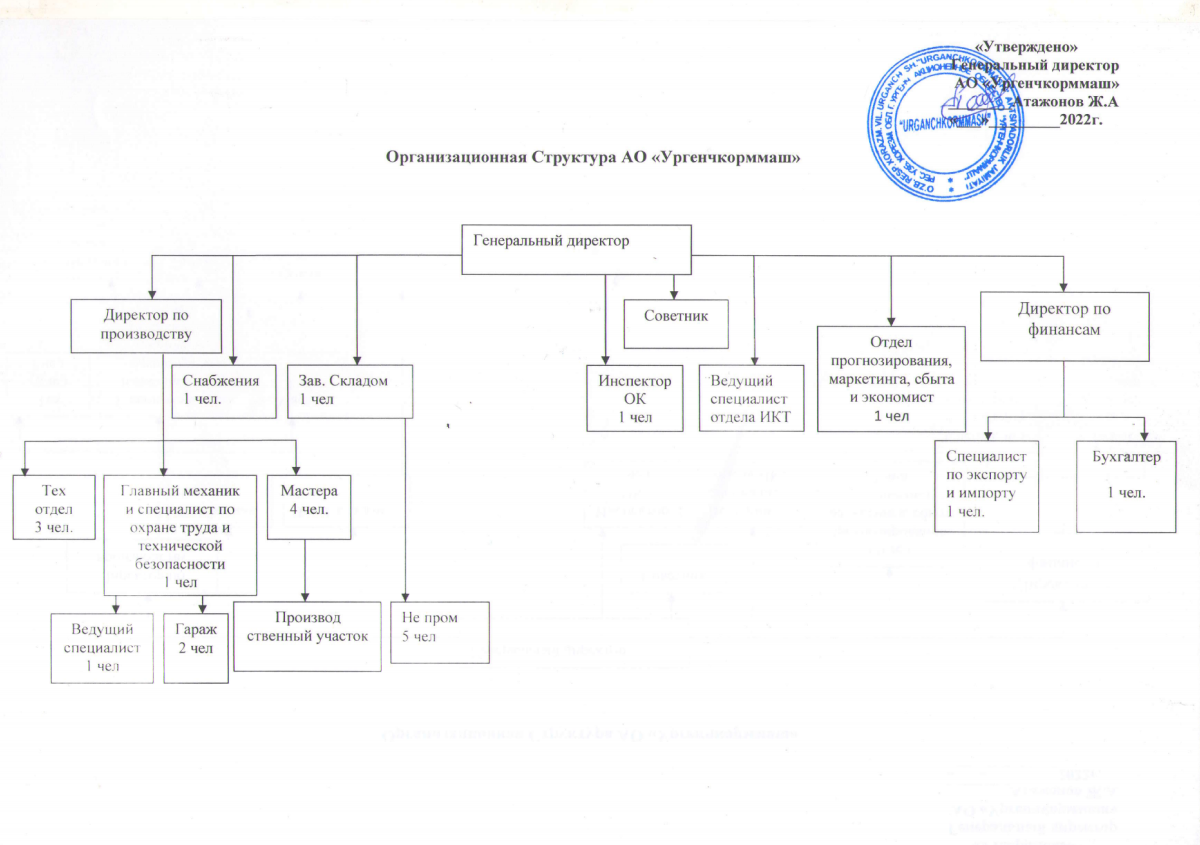 «Утверждено»
Генеральный директор
АО «Ургенчкорммаш»
Атажонов Ж.А
«___»__________2022г.
"URGANCHKORMMASH"
Организационная Структура АО «Ургенчкорммаш»
Генеральный директор
Директор по
производству
Советник
Директор по
финансам
Снабжения
1 чел.
Зав. Складом
1 чел
Инспектор
ОК
1 чел
Ведущий
специалист
отдела ИКТ
Отдел
прогнозирования,
маркетинга, сбыта
и экономист
1 чел
Специалист
по экспорту
и импорту
1 чел.
Бухгалтер
1 чел.
Тех
отдел
3 чел.
Главный механик
и специалист по
охране труда и
технической
безопасности
1 чел
Мастера
4 чел.
Ведущий
специалист
1 чел
Гараж
2 чел
Производ
ственный участок
Не пром
5 чел